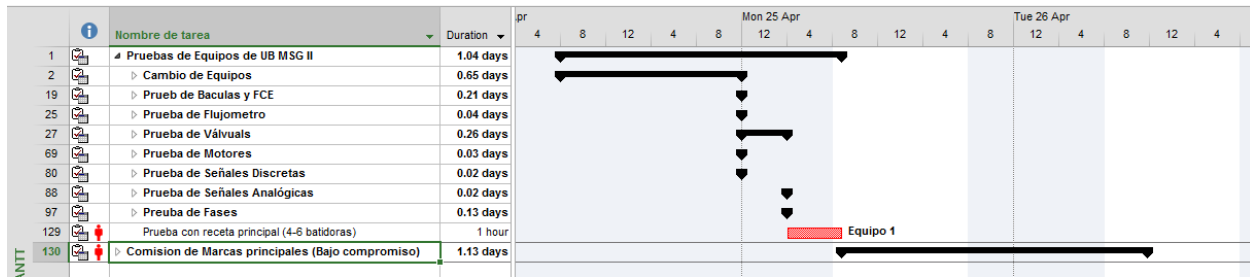 pr Mon 25 Apr Tue 26 Apr
Nombre de tarea Duration 4 8 12 4 8 12 4 8 12 4 8 12 4 8 12 4
1 Pruebas de Equipos de UB MSG II 1.04 days
2 Cambio de Equipos 0.65 days
19 Prueb de Baculas y FCE 0.21 days
25 Prueba de Flujometro 0.04 days
27 Prueba de Válvuals 0.26 days
69 Prueba de Motores 0.03 days
80 Prueba de Señales Discretas 0.02 days
88 Prueba de Señales Analógicas 0.02 days
97 Preuba de Fases 0.13 days
129 Prueba con receta principal (4-6 batidoras) 1 hour Equipo 1
130 Comision de Marcas principales (Bajo compromiso) 1.13 days
ANTT